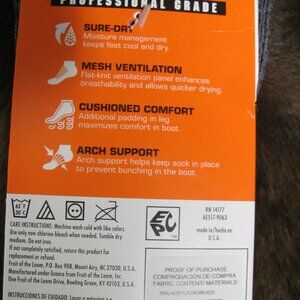 PROFESSIONAL GRADE
SURE-DRY
Moisture management
keeps feet cool and dry.
MESH VENTILATION
Flat-knit ventilation panel enhances
breathability and allows quicker drying.
CUSHIONED COMFORT
Additional padding in leg
maximizes comfort in boot.
ARCH SUPPORT
Arch support helps keep sock in place
to prevent bunching in the boot.
CARE INSTRUCTIONS: Machine wash cold with like colors.
Use only non-chlorine bleach when needed. Tumble dry
medium. Do not iron.
If not completely satisfied, return this product for
replacement or refund.
Fruit of the Loom, P.O. Box 908, Mount Airy, NC 27030, U.S.A.
Manufactured under license from Fruit of the Loom, Inc.
One Fruit of the Loom Drive, Bowling Green, KY 42103, U.S.A.
INSTRUCCIONES DE CUIDADO: Lavar a máquina
RN 14177
AES17-9063
EPC
TM
made in/hecho en
U.S.A.
PROOF OF PURCHASE
COMPROBACIÓN DE COMPRA
FABRIC CONTENT/MATERIALS